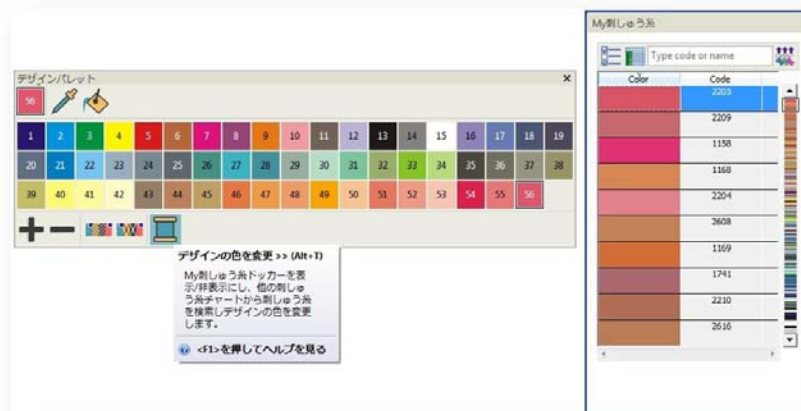 デザインパレット
56
1 2 3 4 5 6 7 8 9 10 11 12 13 14 15 16 17 18 19
20 21 22 23 24 25 26 27 28 29 30 31 32 33 34 35 36 37 38
39 40 41 42 43 44 45 46 47 48 49 50 51 52 53 54 55 56
デザインの色を変更 >> (Alt+T)
My刺しゅう糸ドッカーを表
示/非表示にし、他の刺しゅ
う糸チャートから刺しゅう糸
を検索しデザインの色を変更
します。
<F1>を押してヘルプを見る
My刺しゅう糸
Type code or name
Color Code
2205
2209
1158
1168
2204
2608
1169
1741
2210
2616